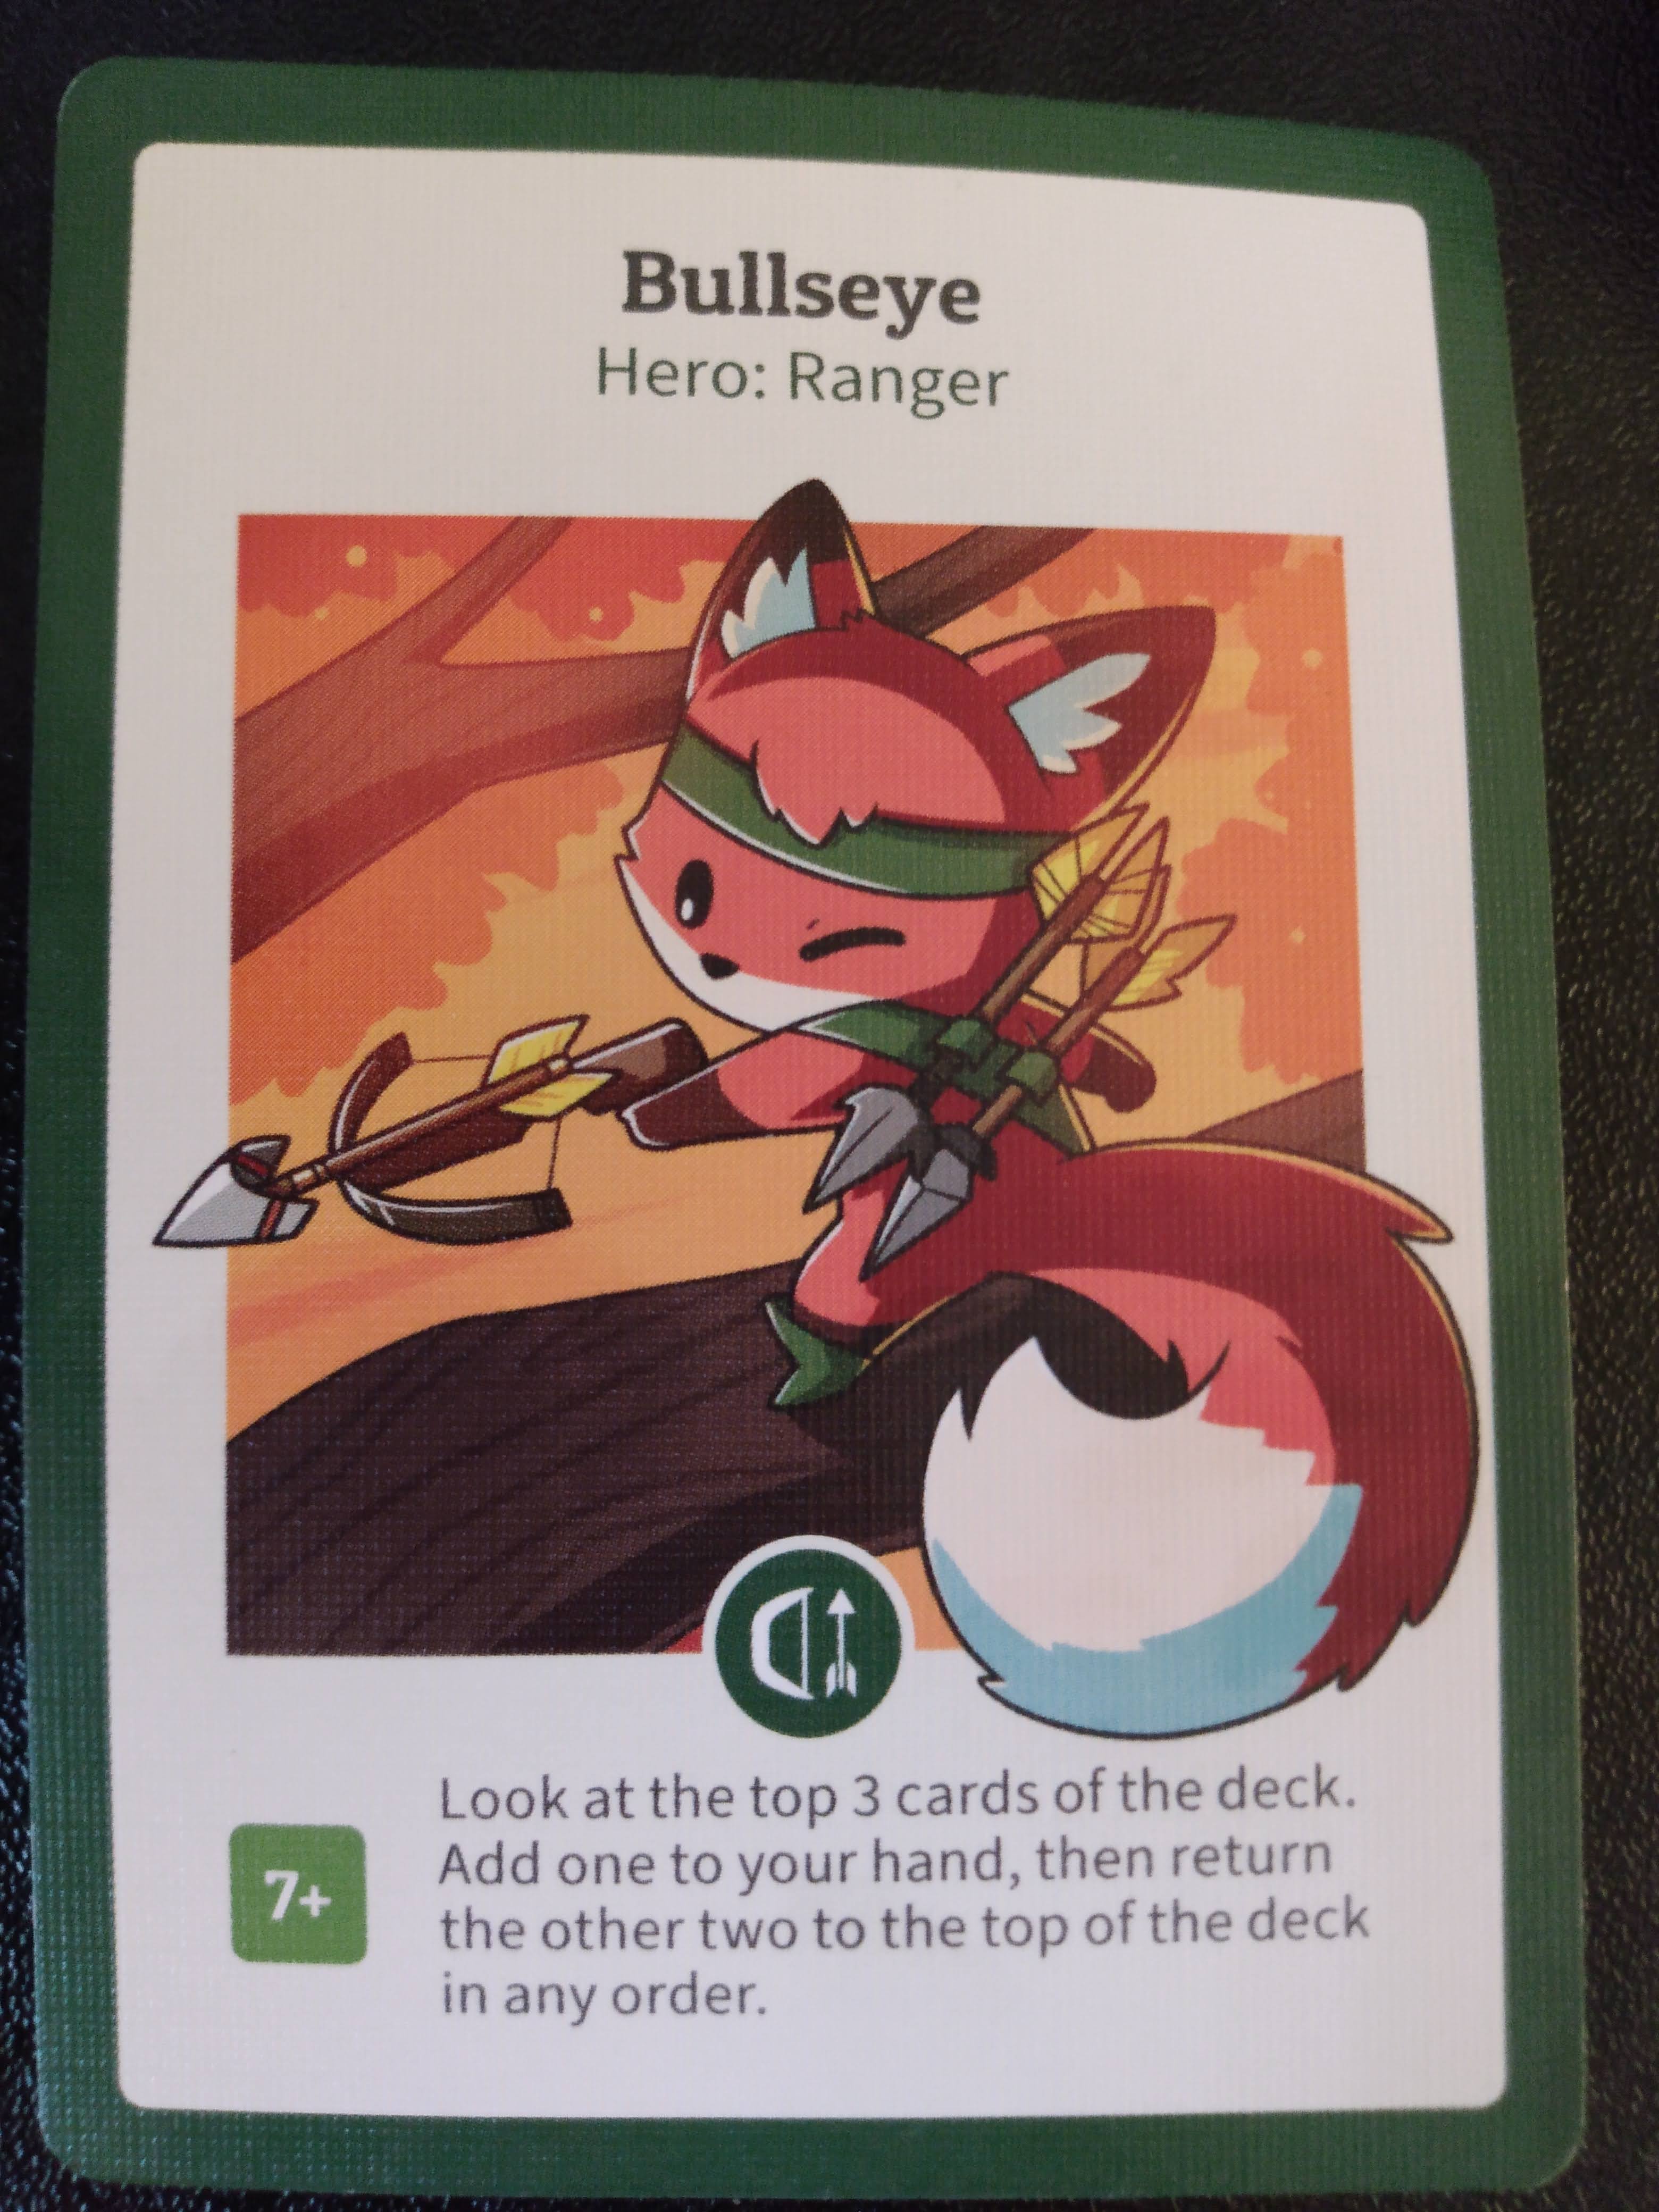 Bullseye
Hero: Ranger
Look at the top 3 cards of the deck.
Add one to your hand, then return
7+
the other two to the top of the deck
in any order.